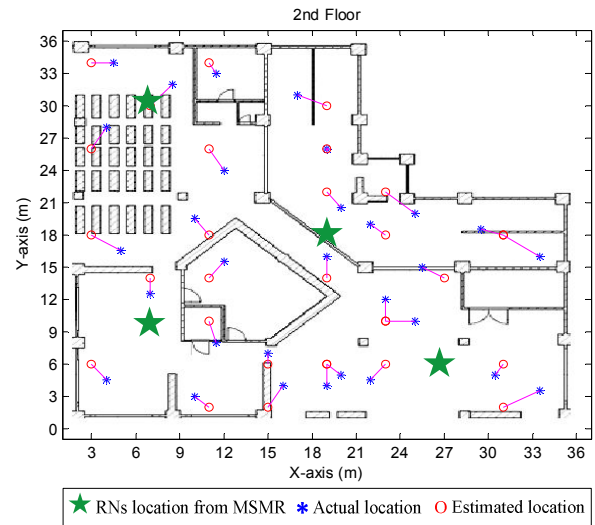 2nd Floor
36
33
30
27
24
21
18
15
12
9
6
3
0
Y-axis (m)
3 6 9 12 15 18 21 24 27 30 33 36
X-axis (m)
RNs location from MSMR Actual location Estimated location